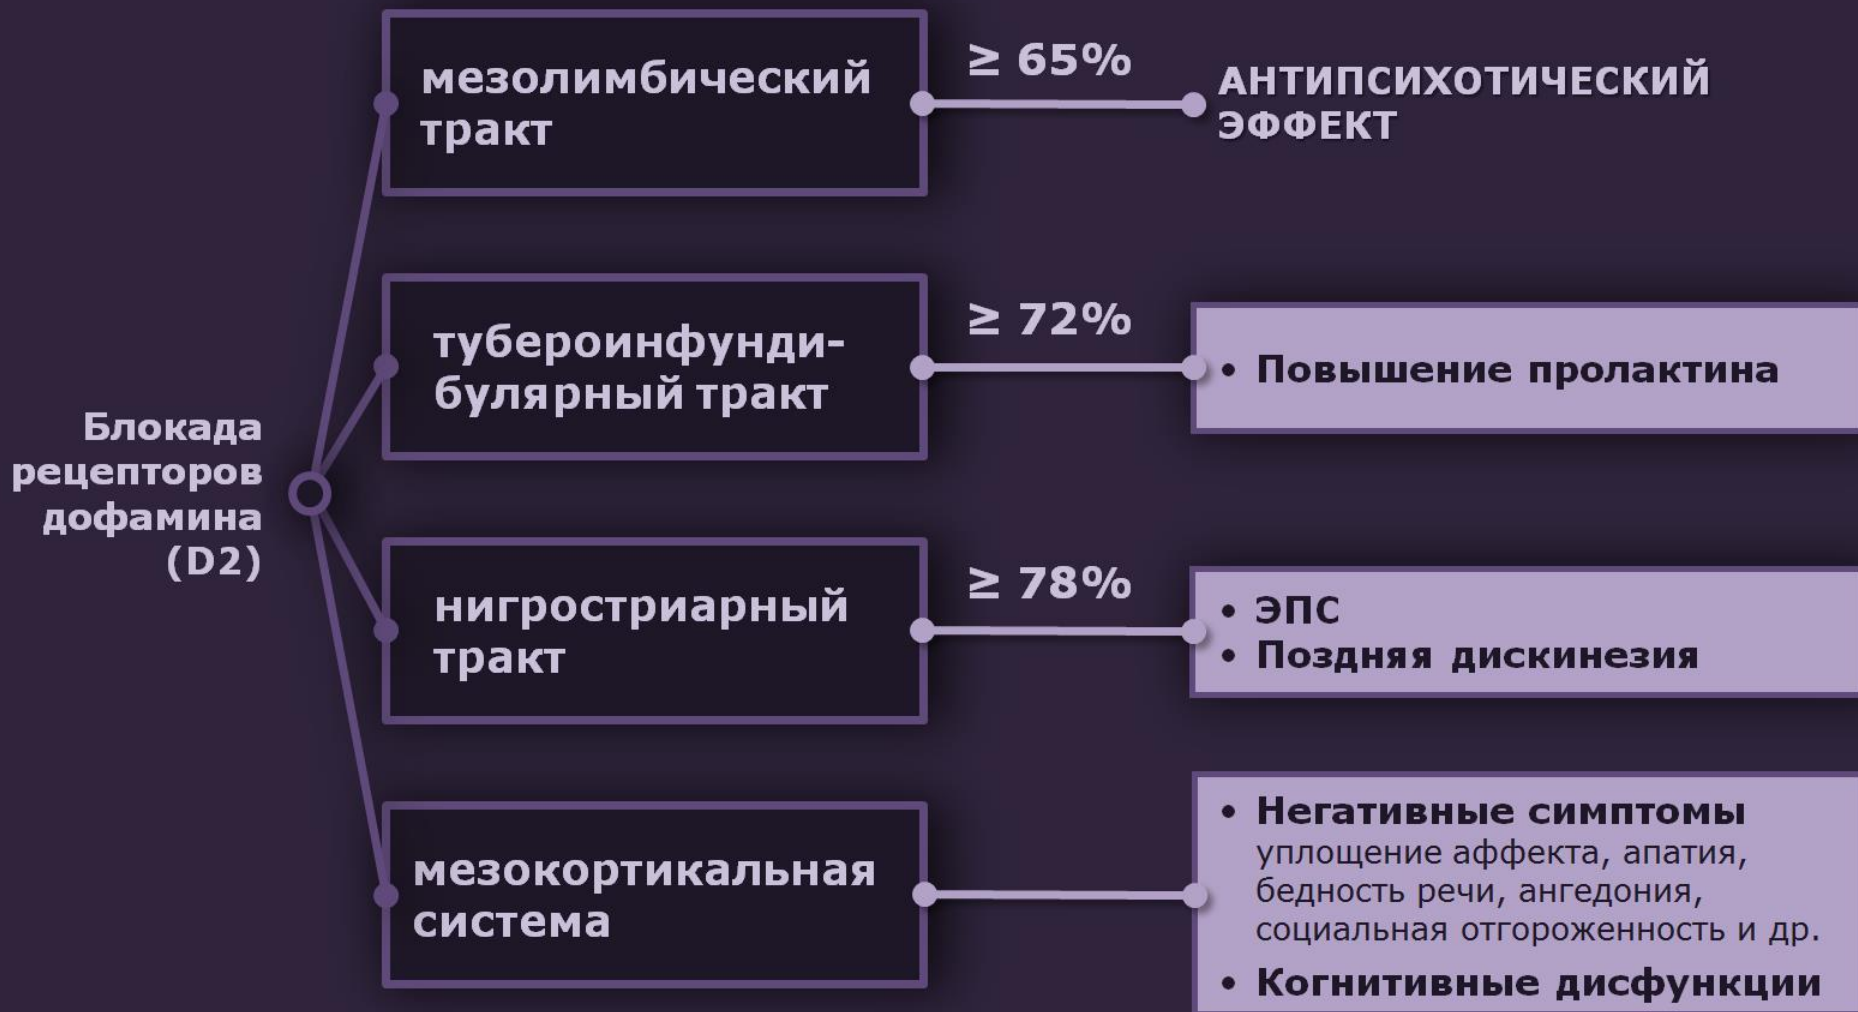 Блокада
рецепторов
дофамина
(D2)
мезолимбический
тракт
≥ 65%
АНТИПСИХОТИЧЕСКИЙ
ЭФФЕКТ
тубероинфунди-
булярный тракт
≥ 72%
• Повышение пролактина
нигростриарный
тракт
≥ 78%
• ЭПС
• Поздняя дискинезия
мезокортикальная
система
• Негативные симптомы
уплощение аффекта, апатия,
бедность речи, ангедония,
социальная отгороженность и др.
• Когнитивные дисфункции